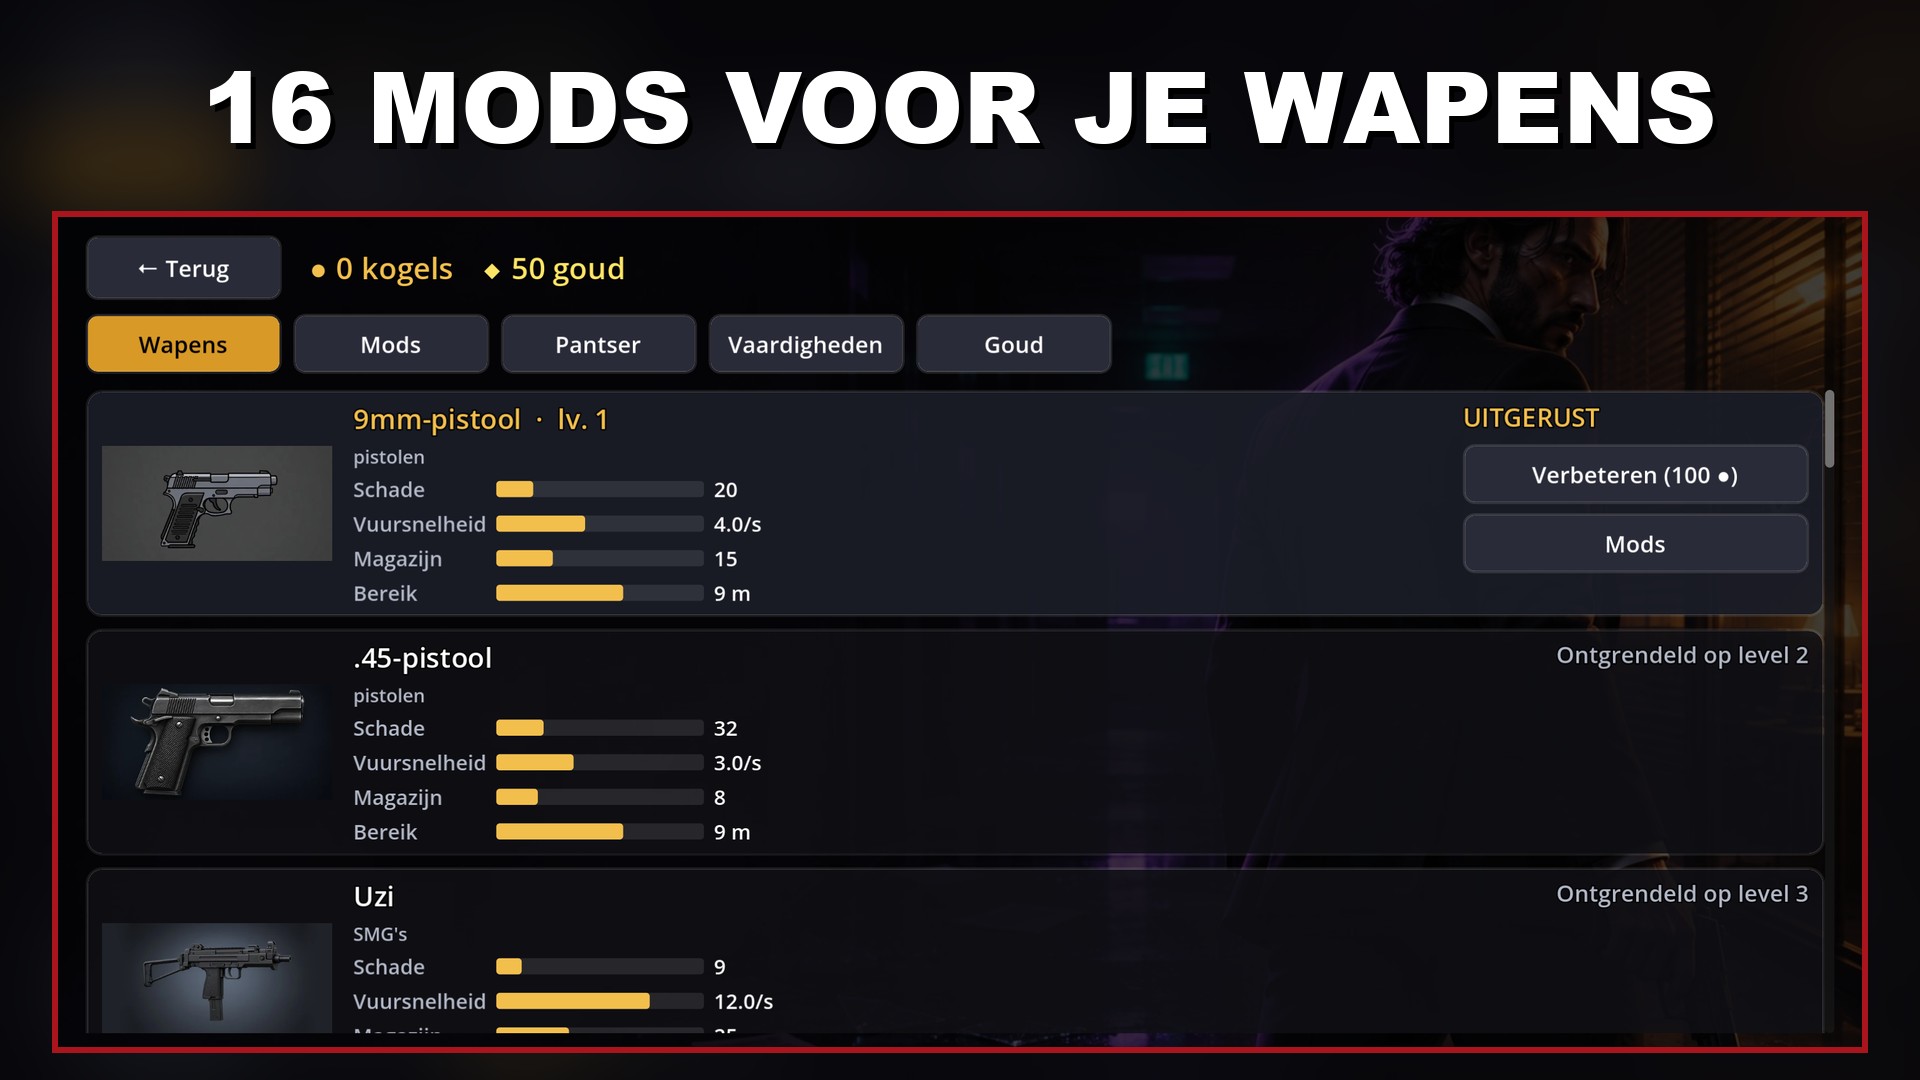 16 MODS VOOR JE WAPENS
← Terug ● 0 kogels ◆ 50 goud
Wapens Mods Pantser Vaardigheden Goud
9mm-pistool · lv. 1 UITGERUST
pistolen
Schade 20
Verbeteren (100 ●)
Vuursnelheid 4.0/s
Mods
Magazijn 15
Bereik 9 m
.45-pistool Ontgrendeld op level 2
pistolen
Schade 32
Vuursnelheid 3.0/s
Magazijn 8
Bereik 9 m
Uzi Ontgrendeld op level 3
SMG's
Schade 9
Vuursnelheid 12.0/s